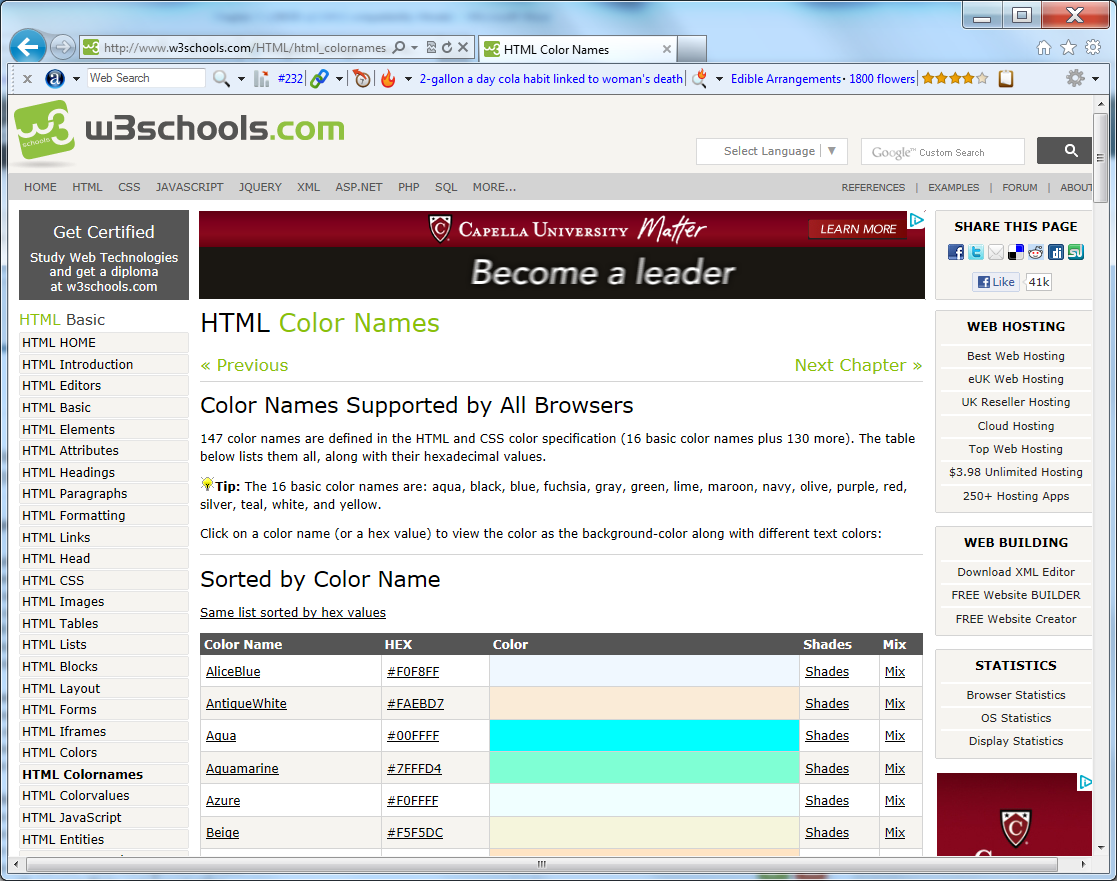 http://www.w3schools.com/HTML/html_colornames
HTML Color Names
Web Search
#232
2-gallon a day cola habit linked to woman's death
Edible Arrangements· 1800 flowers
w3
schools
w3schools.com
Select Language
Google™ Custom Search
HOME HTML CSS JAVASCRIPT JQUERY XML ASP.NET PHP SQL MORE...
REFERENCES | EXAMPLES | FORUM | ABOUT
Get Certified
Study Web Technologies
and get a diploma
at w3schools.com
HTML Basic
HTML HOME
HTML Introduction
HTML Editors
HTML Basic
HTML Elements
HTML Attributes
HTML Headings
HTML Paragraphs
HTML Formatting
HTML Links
HTML Head
HTML CSS
HTML Images
HTML Tables
HTML Lists
HTML Blocks
HTML Layout
HTML Forms
HTML Iframes
HTML Colors
HTML Colornames
HTML Colorvalues
HTML JavaScript
HTML Entities
C CAPELLA UNIVERSITY Matter
LEARN MORE
Become a leader
HTML Color Names
« Previous
Next Chapter »
Color Names Supported by All Browsers
147 color names are defined in the HTML and CSS color specification (16 basic color names plus 130 more). The table
below lists them all, along with their hexadecimal values.
Tip: The 16 basic color names are: aqua, black, blue, fuchsia, gray, green, lime, maroon, navy, olive, purple, red,
silver, teal, white, and yellow.
Click on a color name (or a hex value) to view the color as the background-color along with different text colors:
Sorted by Color Name
Same list sorted by hex values
Color Name HEX Color Shades Mix
AliceBlue #F0F8FF Shades Mix
AntiqueWhite #FAEBD7 Shades Mix
Aqua #00FFFF Shades Mix
Aquamarine #7FFFD4 Shades Mix
Azure #F0FFFF Shades Mix
Beige #F5F5DC Shades Mix
SHARE THIS PAGE
Like 41k
WEB HOSTING
Best Web Hosting
eUK Web Hosting
UK Reseller Hosting
Cloud Hosting
Top Web Hosting
$3.98 Unlimited Hosting
250+ Hosting Apps
WEB BUILDING
Download XML Editor
FREE Website BUILDER
FREE Website Creator
STATISTICS
Browser Statistics
OS Statistics
Display Statistics
C